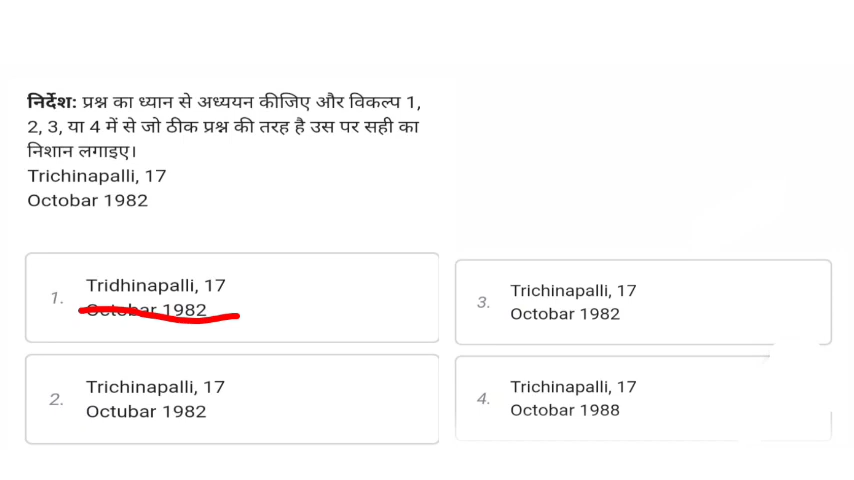 निर्देश: प्रश्न का ध्यान से अध्ययन कीजिए और विकल्प 1,
2, 3, या 4 में से जो ठीक प्रश्न की तरह है उस पर सही का
निशान लगाइए।
Trichinapalli, 17
Octobar 1982
1. Tridhinapalli, 17
Octobar 1982
2. Trichinapalli, 17
Octubar 1982
3. Trichinapalli, 17
Octobar 1982
4. Trichinapalli, 17
Octobar 1988